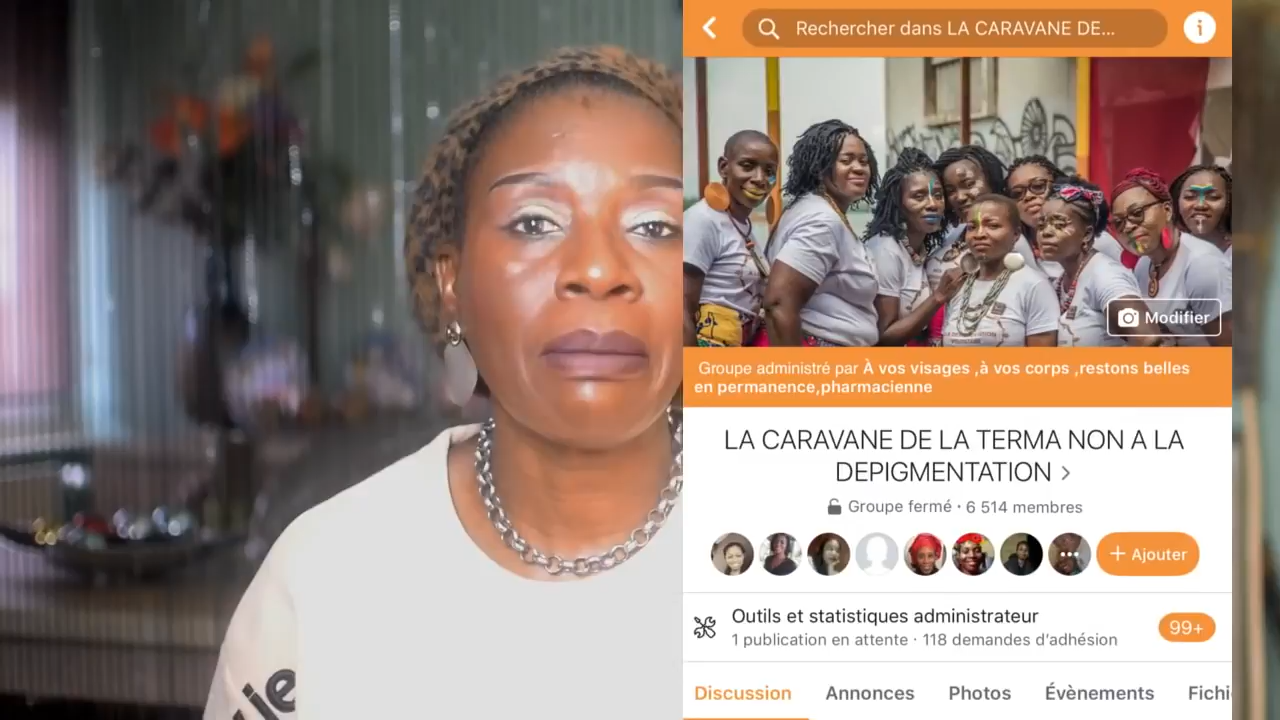 Rechercher dans LA CARAVANE DE...
Modifier
Groupe administré par À vos visages ,à vos corps ,restons belles
en permanence,pharmacienne
LA CARAVANE DE LA TERMA NON A LA
DEPIGMENTATION
Groupe fermé · 6 514 membres
+ Ajouter
Outils et statistiques administrateur
1 publication en attente · 118 demandes d'adhésion
99+
Discussion
Annonces
Photos
Évènements
Fichi